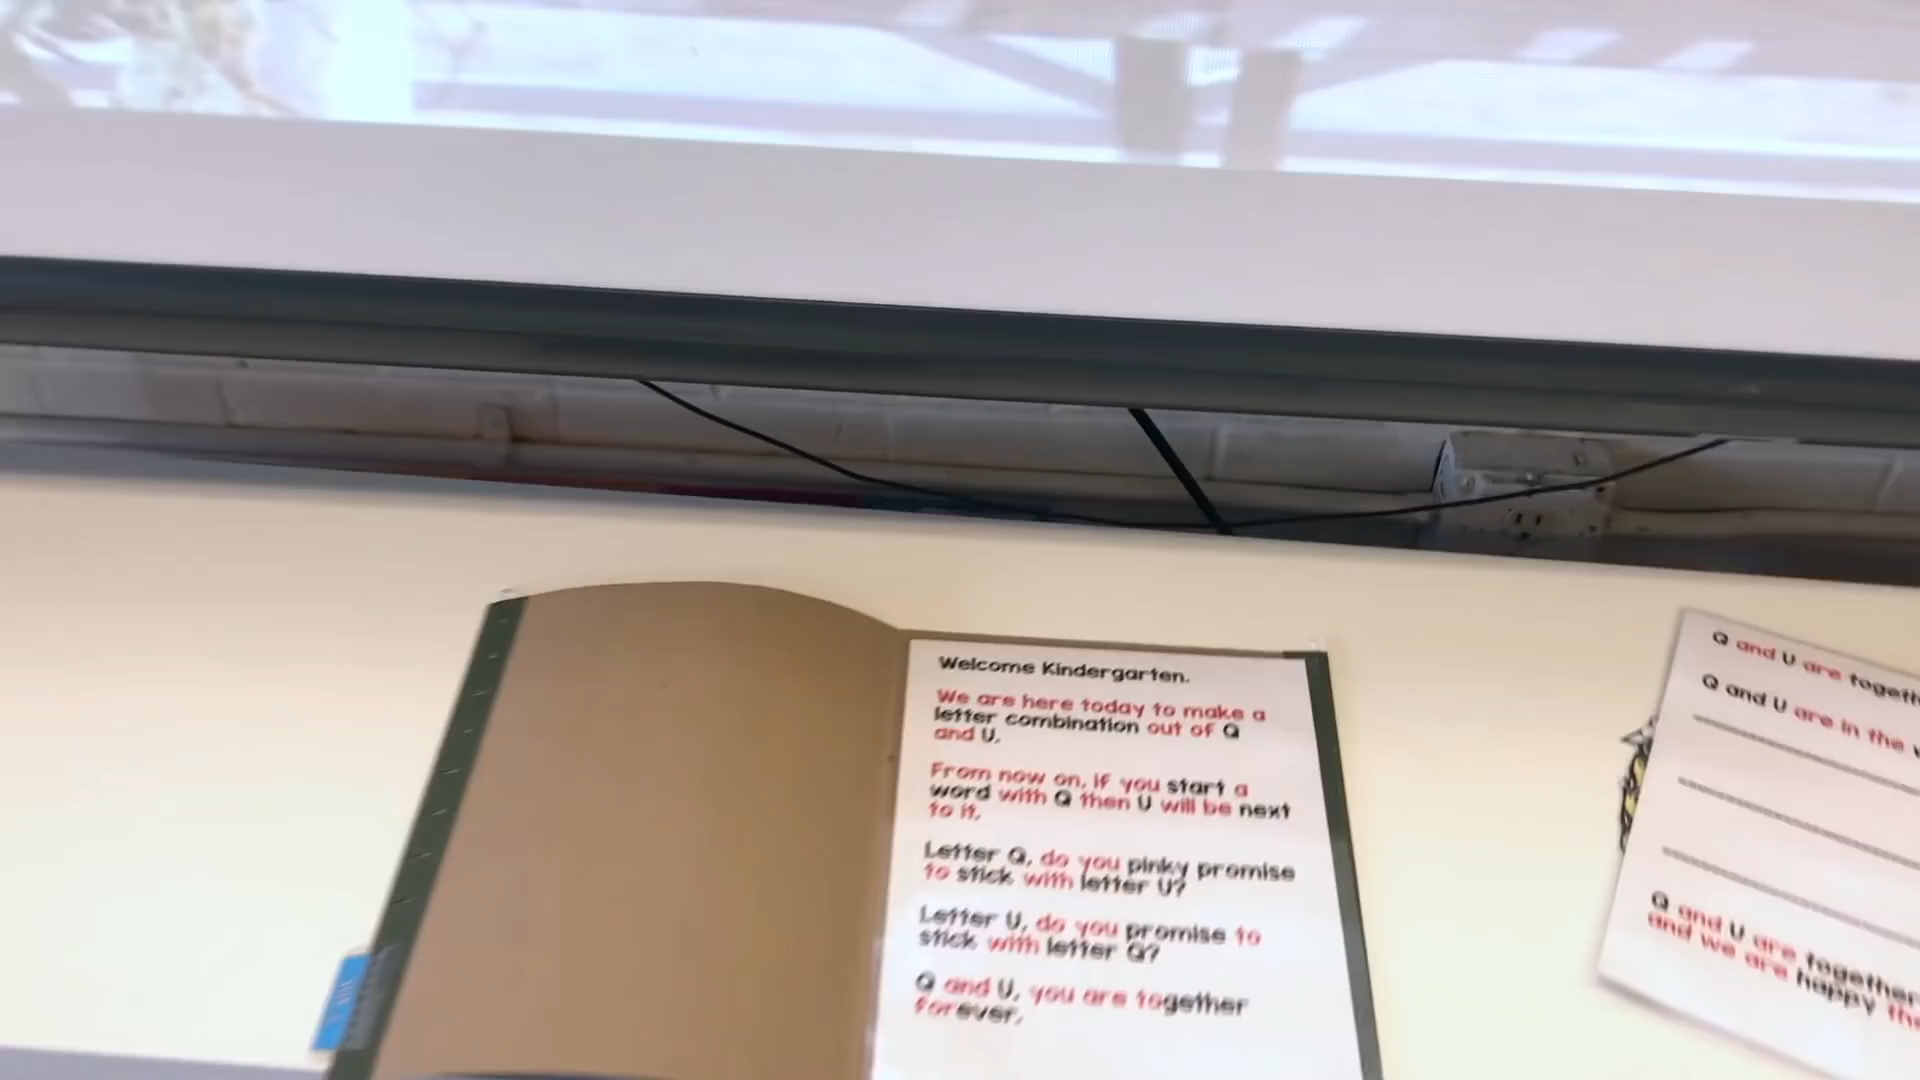 Welcome Kindergarten.
We are here today to make a
letter combination out of Q
and U.
From now on, if you start a
word with Q then U will be next
to it.
Letter Q, do you pinky promise
to stick with letter U?
Letter U, do you promise to
stick with letter Q?
Q and U, you are together
forever.
Q and U are
Q and U are in the
Q and U are together
and we are happy